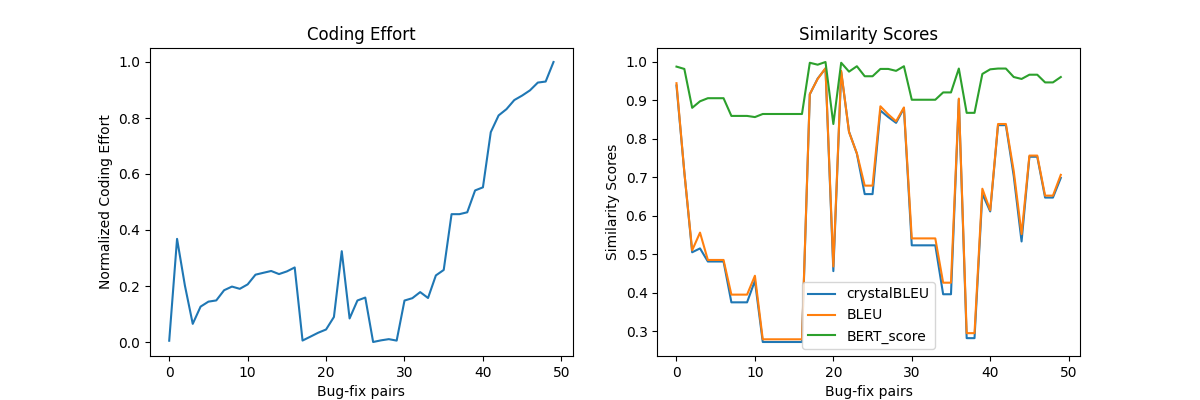 Coding Effort
Normalized Coding Effort
1.0
0.8
0.6
0.4
0.2
0.0
0 10 20 30 40 50
Bug-fix pairs
Similarity Scores
Similarity Scores
1.0
0.9
0.8
0.7
0.6
0.5
0.4
0.3
crystalBLEU
BLEU
BERT_score
0 10 20 30 40 50
Bug-fix pairs